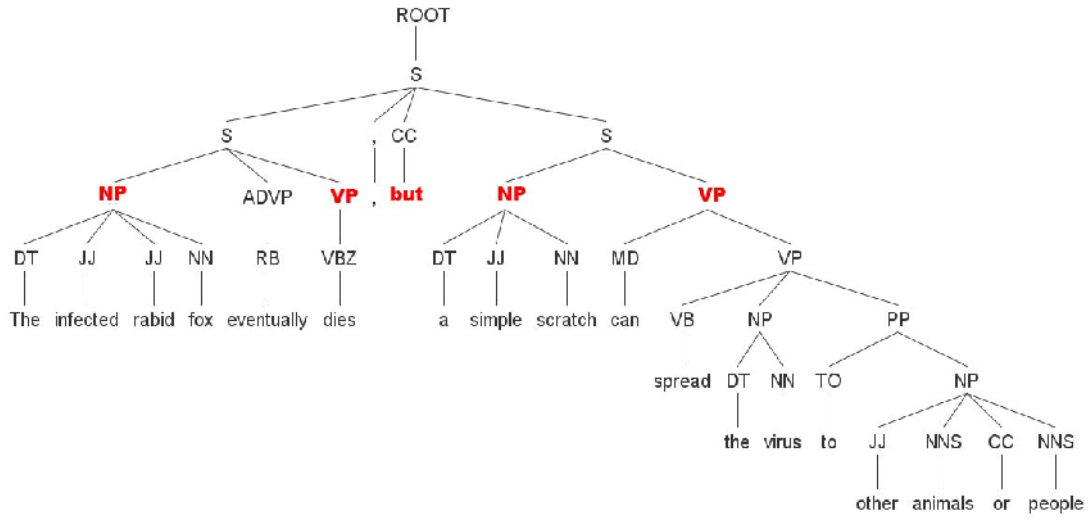 ROOT
S
S , CC S
NP ADVP VP , but NP VP
DT JJ JJ NN RB VBZ DT JJ NN MD VP
The infected rabid fox eventually dies a simple scratch can VB NP PP
spread DT NN TO NP
the virus to JJ NNS CC NNS
other animals or people